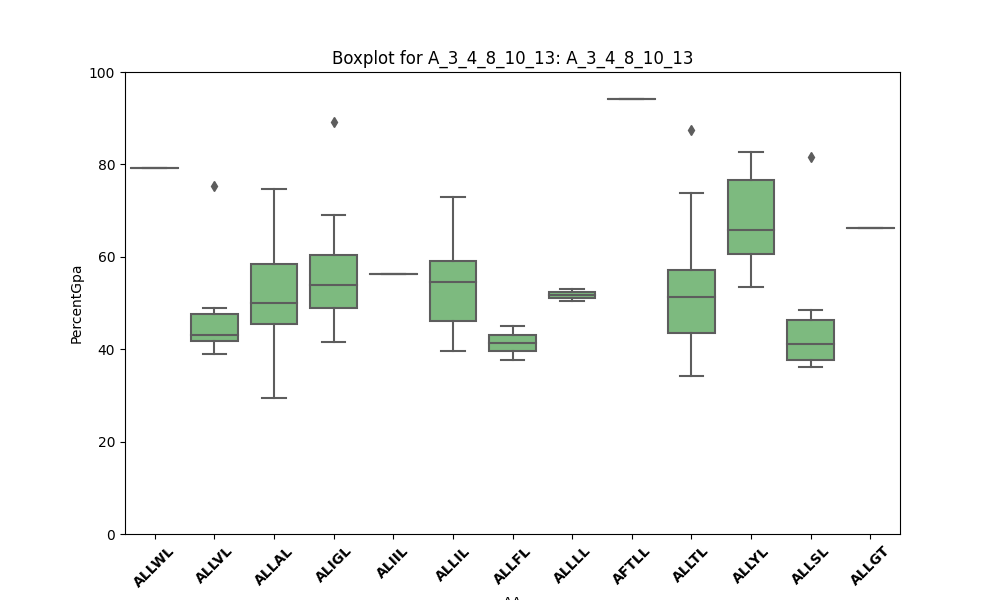 Boxplot for A_3_4_8_10_13: A_3_4_8_10_13
100
80
60
40
20
0
PercentGpa
ALLWL ALLVL ALLAL ALIGL ALIIL ALLIL ALLFL ALLLL AFTLL ALLTL ALLYL ALLSL ALLGT